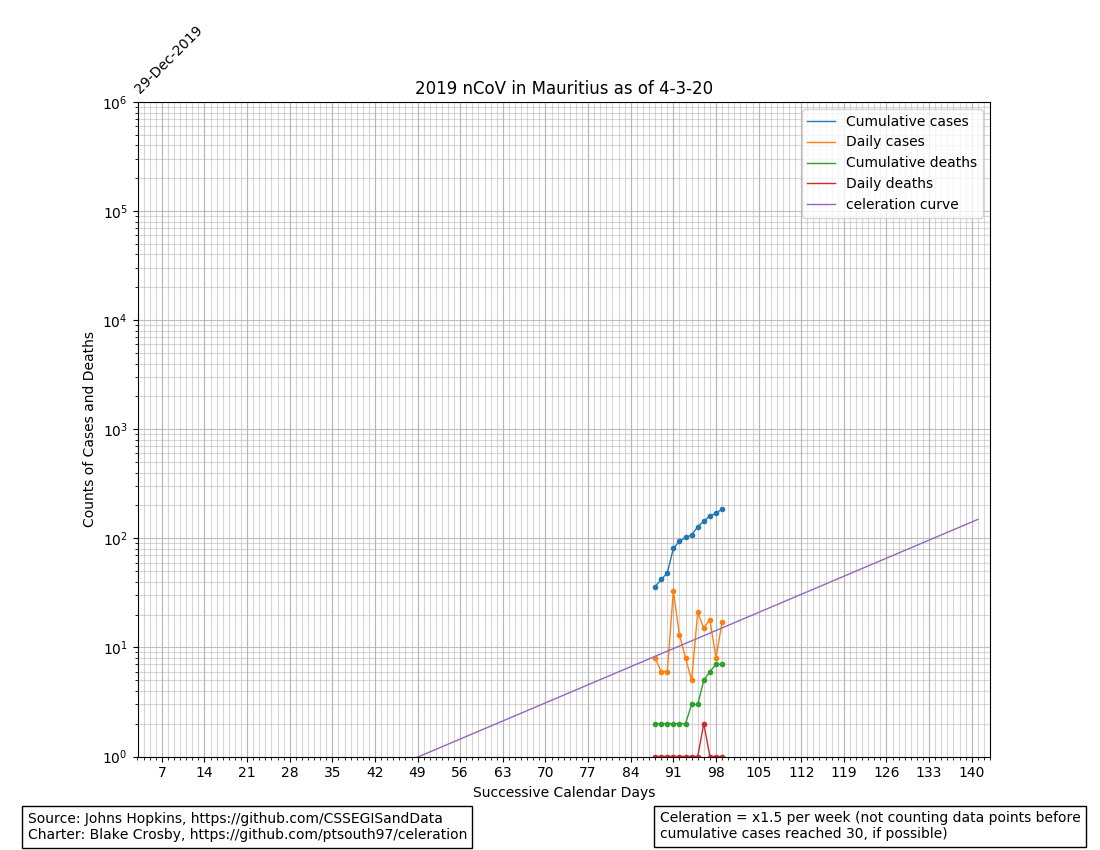 29-Dec-2019
2019 nCoV in Mauritius as of 4-3-20
Cumulative cases
Daily cases
Cumulative deaths
Daily deaths
celeration curve
Counts of Cases and Deaths
10^6
10^5
10^4
10^3
10^2
10^1
10^0
7 14 21 28 35 42 49 56 63 70 77 84 91 98 105 112 119 126 133 140
Successive Calendar Days
Source: Johns Hopkins, https://github.com/CSSEGISandData
Charter: Blake Crosby, https://github.com/ptsouth97/celeration
Celeration = x1.5 per week (not counting data points before
cumulative cases reached 30, if possible)